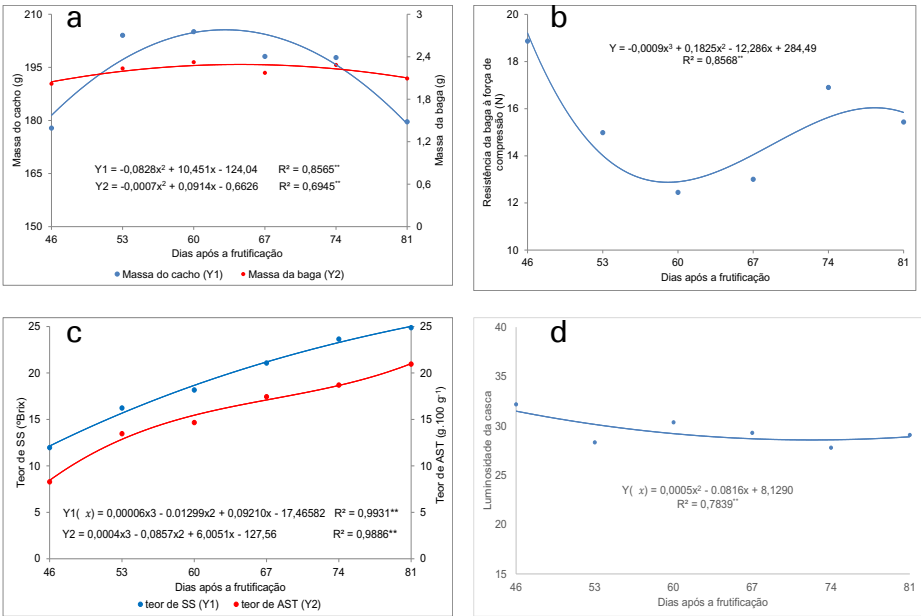 a
210
195
180
165
150
3
2,4
1,8
1,2
0,6
0
Massa do cacho (g)
Massa da baga (g)
Y1 = -0,0828x² + 10,451x - 124,04 R² = 0,8565**
Y2 = -0,0007x² + 0,0914x - 0,6626 R² = 0,6945**
46 53 60 67 74 81
Dias após a frutificação
Massa do cacho (Y1) Massa da baga (Y2)
b
20
18
16
14
12
10
Resistência da baga à força de
compressão (N)
Y = -0,0009x³ + 0,1825x² - 12,286x + 284,49
R² = 0,8568**
46 53 60 67 74 81
Dias após a frutificação
c
25
20
15
10
5
0
25
20
15
10
5
0
Teor de SS (ºBrix)
Teor de AST (g.100 g⁻¹)
Y1( x) = 0,00006x3 - 0.01299x2 + 0,09210x - 17,46582 R² = 0,9931**
Y2 = 0,0004x3 - 0,0857x2 + 6,0051x - 127,56 R² = 0,9886**
46 53 60 67 74 81
Dias após a frutificação
teor de SS (Y1) teor de AST (Y2)
d
40
35
30
25
20
15
Luminosidade da casca
Y( x) = 0,0005x² - 0.0816x + 8,1290
R² = 0,7839**
46 53 60 67 74 81
Dias após a frutificação